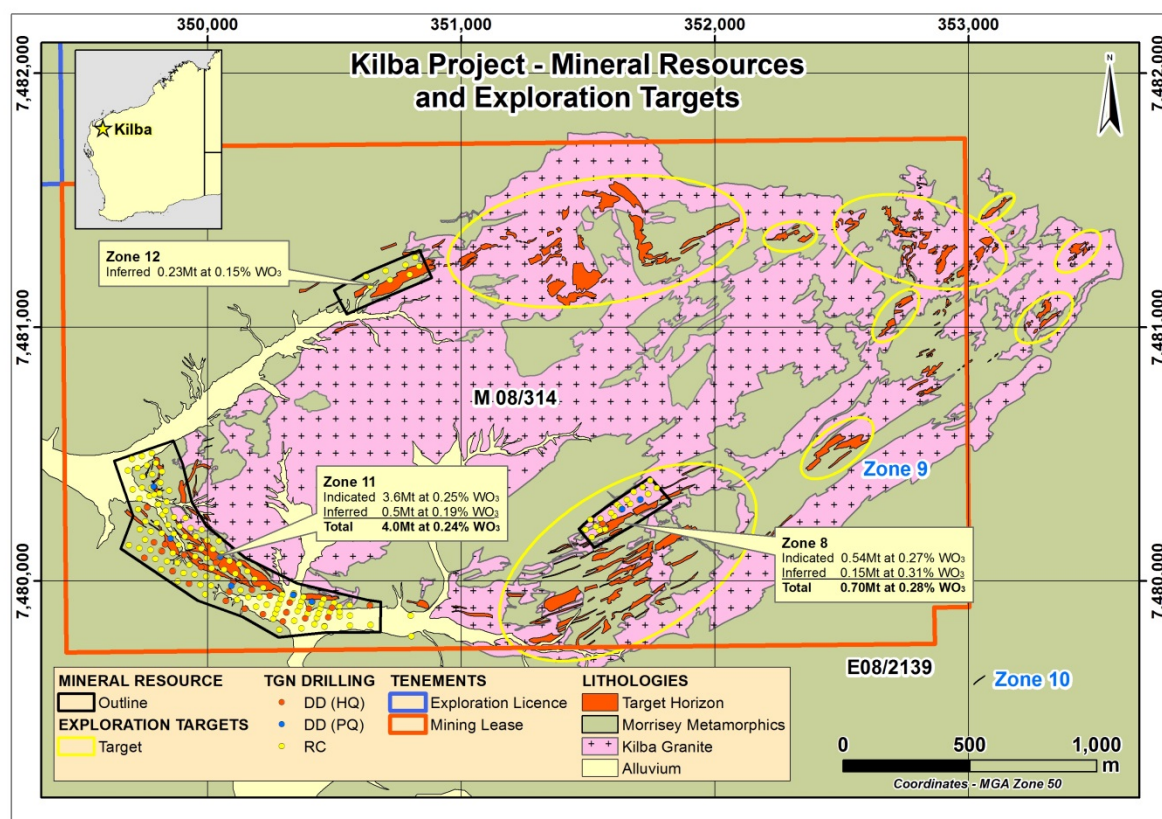 350,000 351,000 352,000 353,000
7,482,000 7,482,000
Kilba Project - Mineral Resources
and Exploration Targets
N
Kilba
Zone 12
Inferred 0.23Mt at 0.15% WO₃
7,481,000 7,481,000
M 08/314
Zone 9
Zone 11
Indicated 3.6Mt at 0.25% WO₃
Inferred 0.5Mt at 0.19% WO₃
Total 4.0Mt at 0.24% WO₃
Zone 8
Indicated 0.54Mt at 0.27% WO₃
Inferred 0.15Mt at 0.31% WO₃
Total 0.70Mt at 0.28% WO₃
7,480,000 7,480,000
E08/2139
Zone 10
MINERAL RESOURCE
Outline
EXPLORATION TARGETS
Target
TGN DRILLING
DD (HQ)
DD (PQ)
RC
TENEMENTS
Exploration Licence
Mining Lease
LITHOLOGIES
Target Horizon
Morrisey Metamorphics
Kilba Granite
Alluvium
0 500 1,000
m
Coordinates - MGA Zone 50